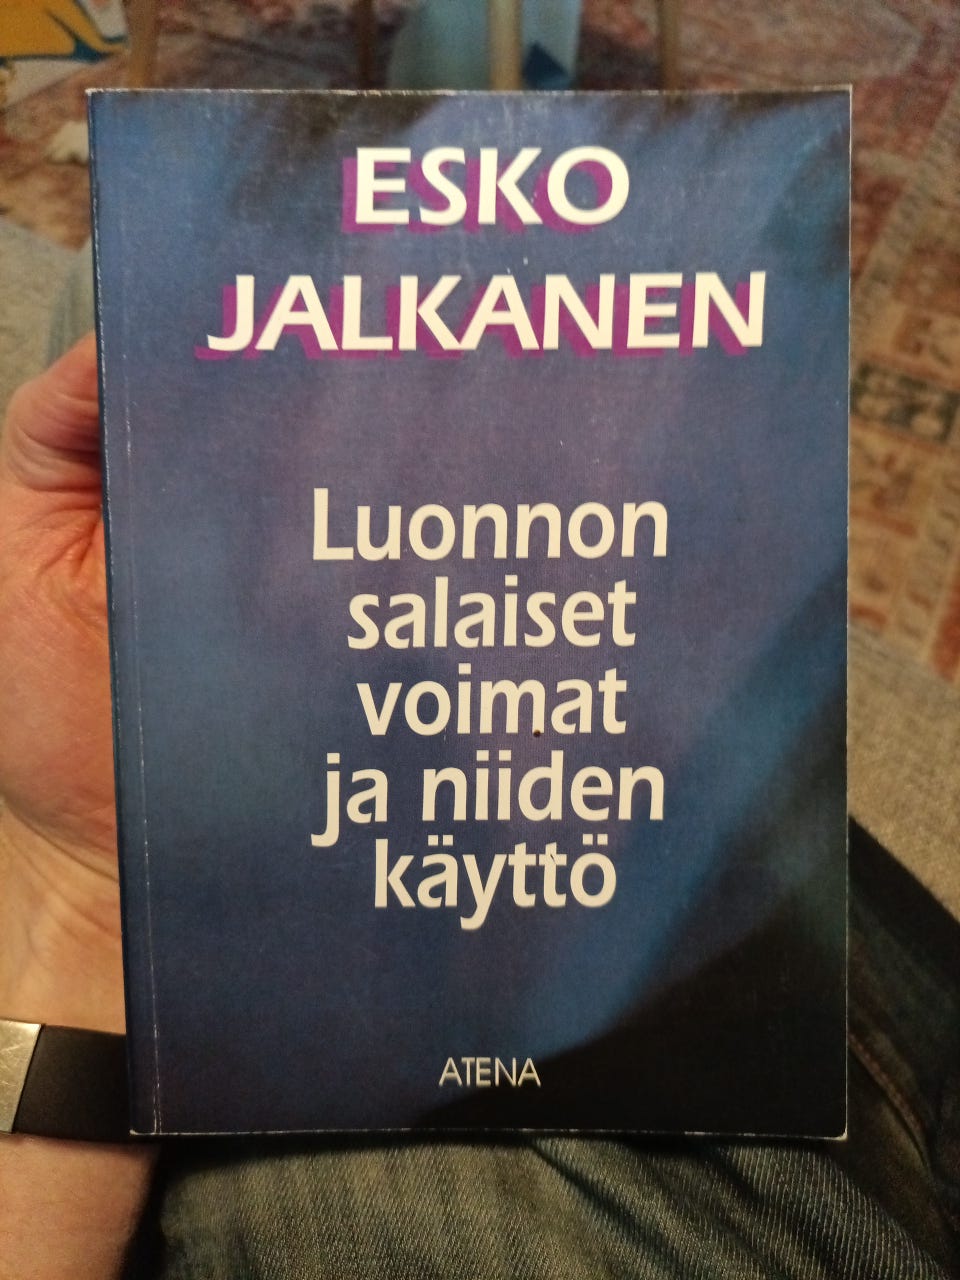 ESKO
JALKANEN
Luonnon
salaiset
voimat
ja niiden
käyttö
ATENA